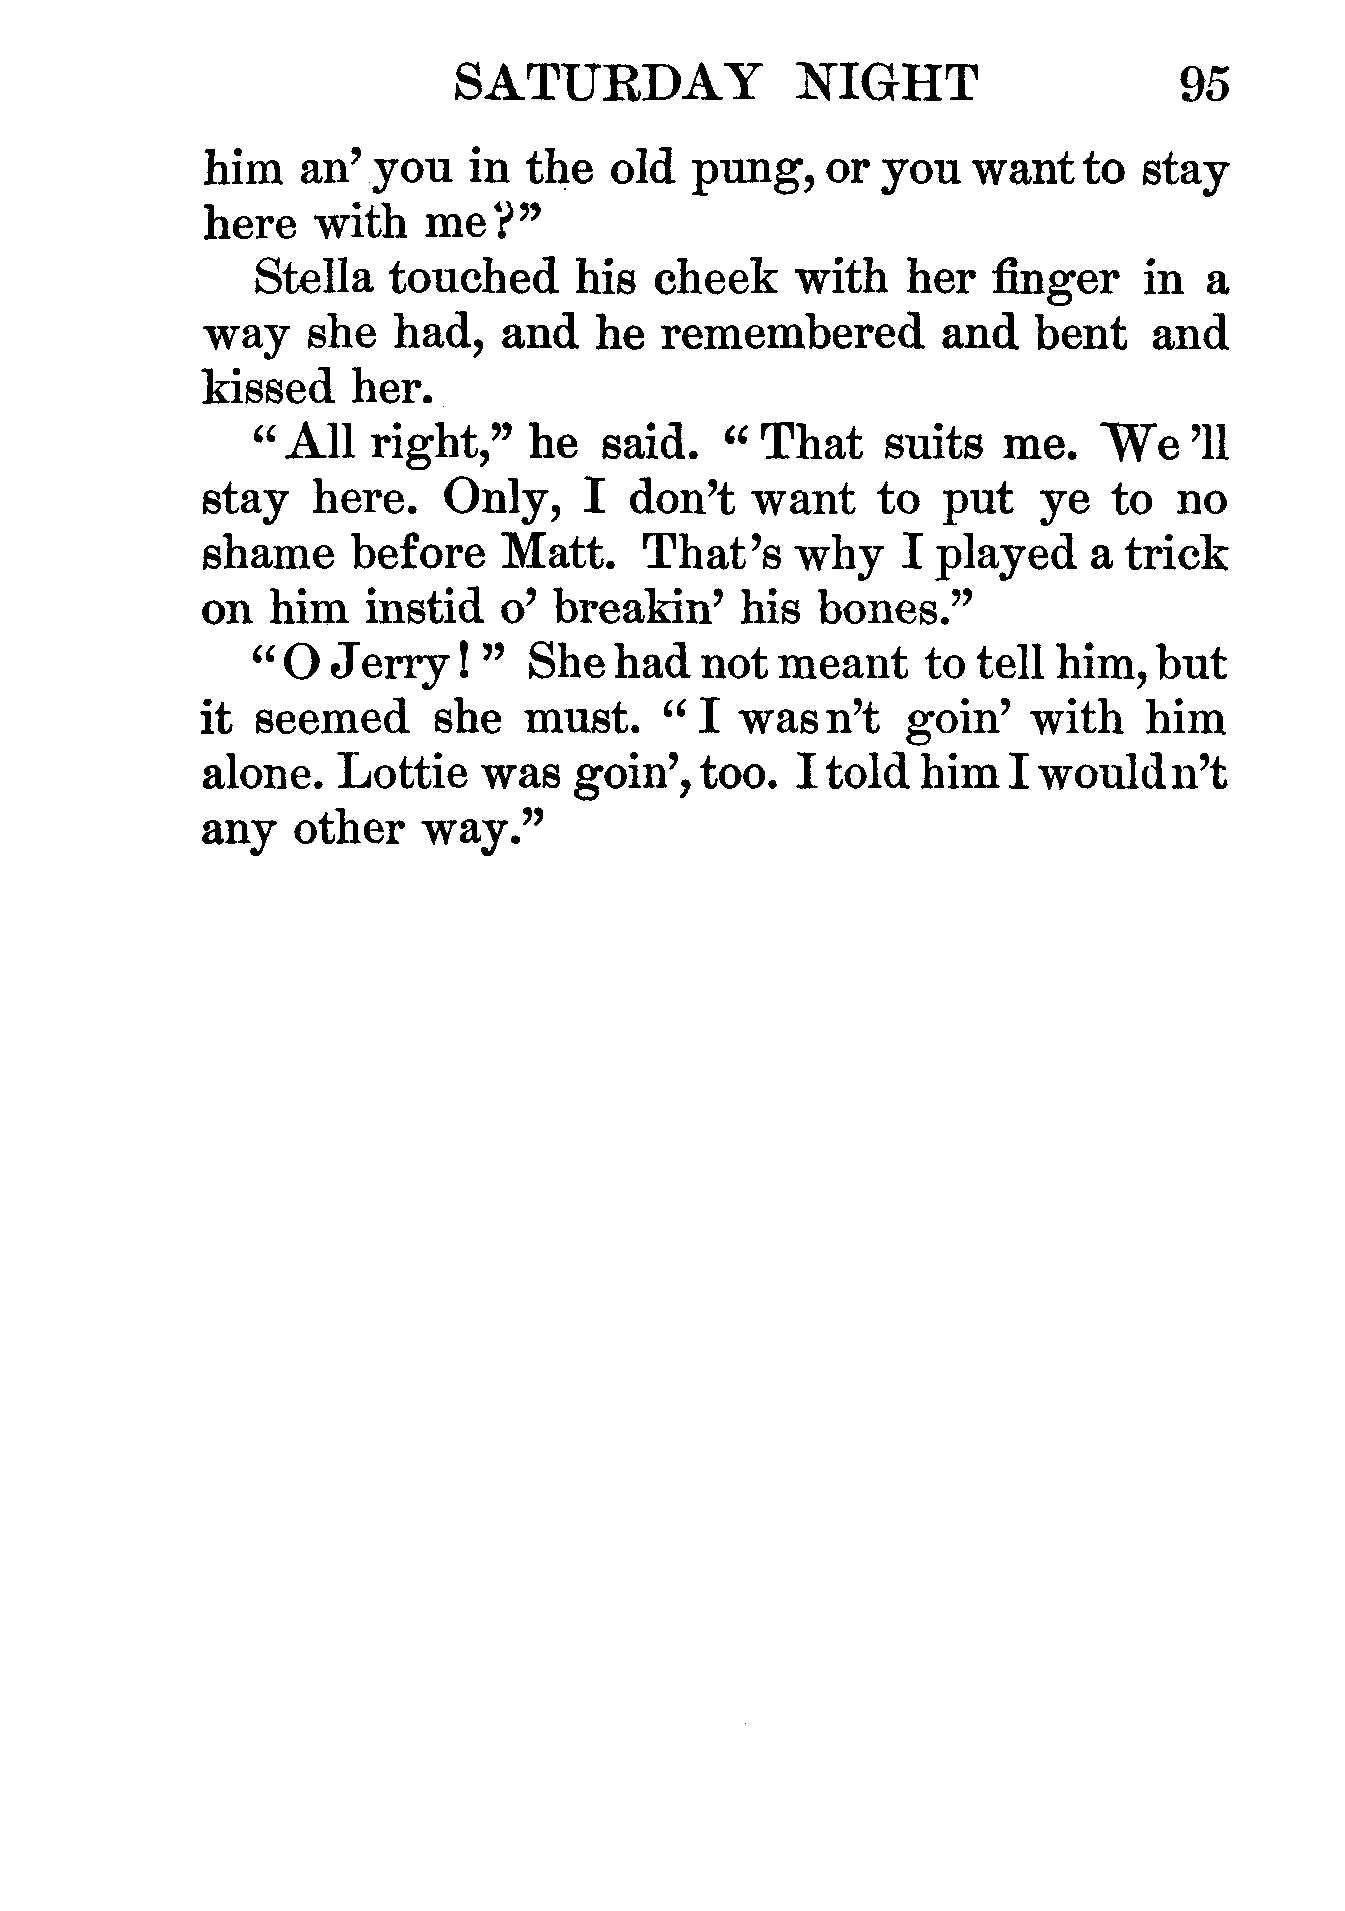 SATURDAY NIGHT 95
him an' you in the old pung, or you want to stay
here with me?”
Stella touched his cheek with her finger in a
way she had, and he remembered and bent and
kissed her.
“All right,” he said. “That suits me. We'll
stay here. Only, I don't want to put ye to no
shame before Matt. That's why I played a trick
on him instid o' breakin' his bones.”
“O Jerry!” She had not meant to tell him, but
it seemed she must. “I wasn't goin' with him
alone. Lottie was goin', too. I told him I wouldn't
any other way.”